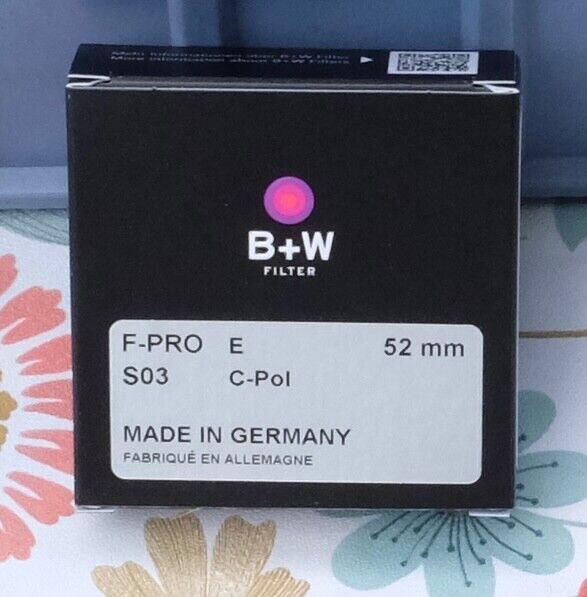 Mehr Informationen über B+W Filter
More information about B+W Filters
B+W
FILTER
F-PRO E 52 mm
S03 C-Pol
MADE IN GERMANY
FABRIQUÉ EN ALLEMAGNE